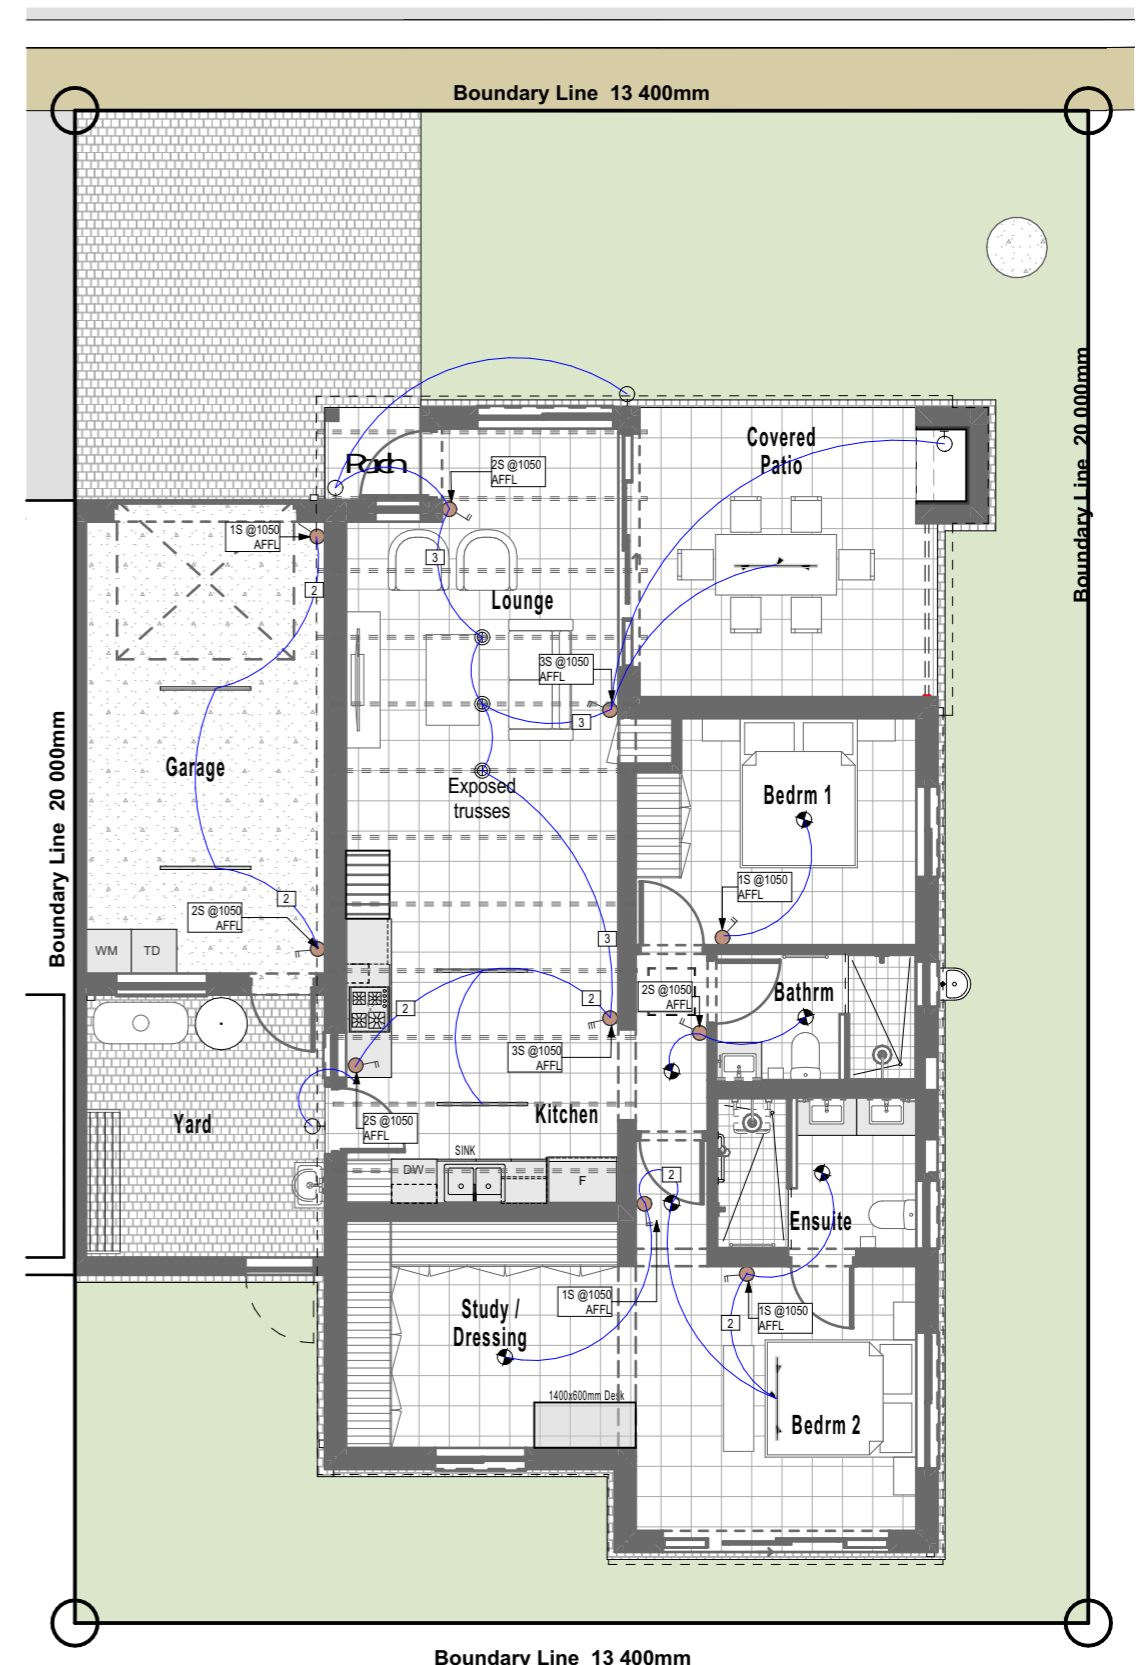 Boundary Line 13 400mm
Covered
Patio
2S @1050
AFFL
1S @1050
AFFL
2
3
Lounge
Boundary Line 20 000mm
3S @1050
AFFL
3
Boundary Line 20 000mm
Garage
Exposed
trusses
Bedrm 1
1S @1050
AFFL
2
2S @1050
AFFL
3
WM
TD
2S @1050
AFFL
Bathrm
2
2
3S @1050
AFFL
Yard
Kitchen
2S @1050
AFFL
SINK
DW
F
2
Ensuite
1S @1050
AFFL
Study /
Dressing
1S @1050
AFFL
2
1400x600mm Desk
Bedrm 2
Boundary Line 13 400mm